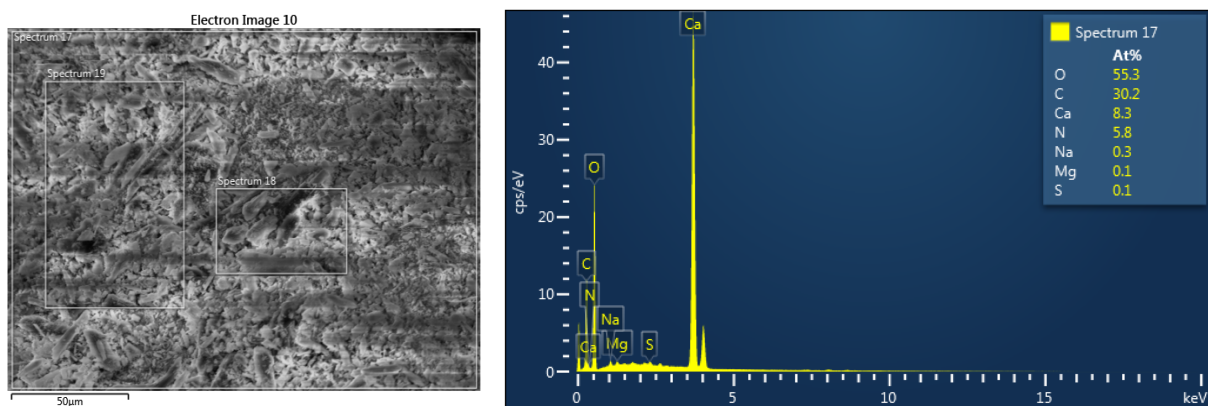 Electron Image 10
Spectrum 17
Spectrum 19
Spectrum 18
50μm
cps/eV
40
30
20
10
0
Ca
O
C
N
Na
Ca
Mg
S
0
5
10
15
keV
Spectrum 17
At%
O 55.3
C 30.2
Ca 8.3
N 5.8
Na 0.3
Mg 0.1
S 0.1